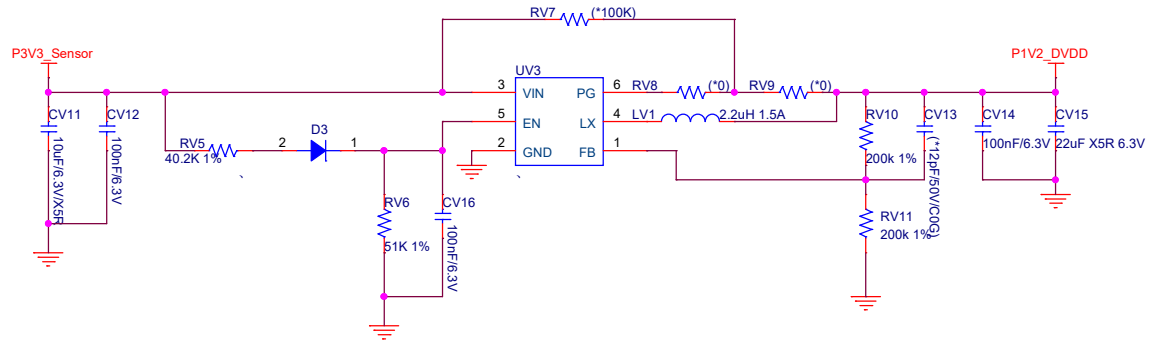 RV7 (*100K)
P3V3_Sensor
P1V2_DVDD
UV3
3 VIN PG 6 RV8 (*0) RV9 (*0)
5 EN LX 4 LV1 2.2uH 1.5A
2 GND FB 1
CV11
10uF/6.3V/X5R
CV12
100nF/6.3V
RV5
40.2K 1%
2 D3 1
、
、
RV6
51K 1%
CV16
100nF/6.3V
RV10
200k 1%
CV13
(*12pF/50V/C0G)
CV14
100nF/6.3V
CV15
22uF X5R 6.3V
RV11
200k 1%